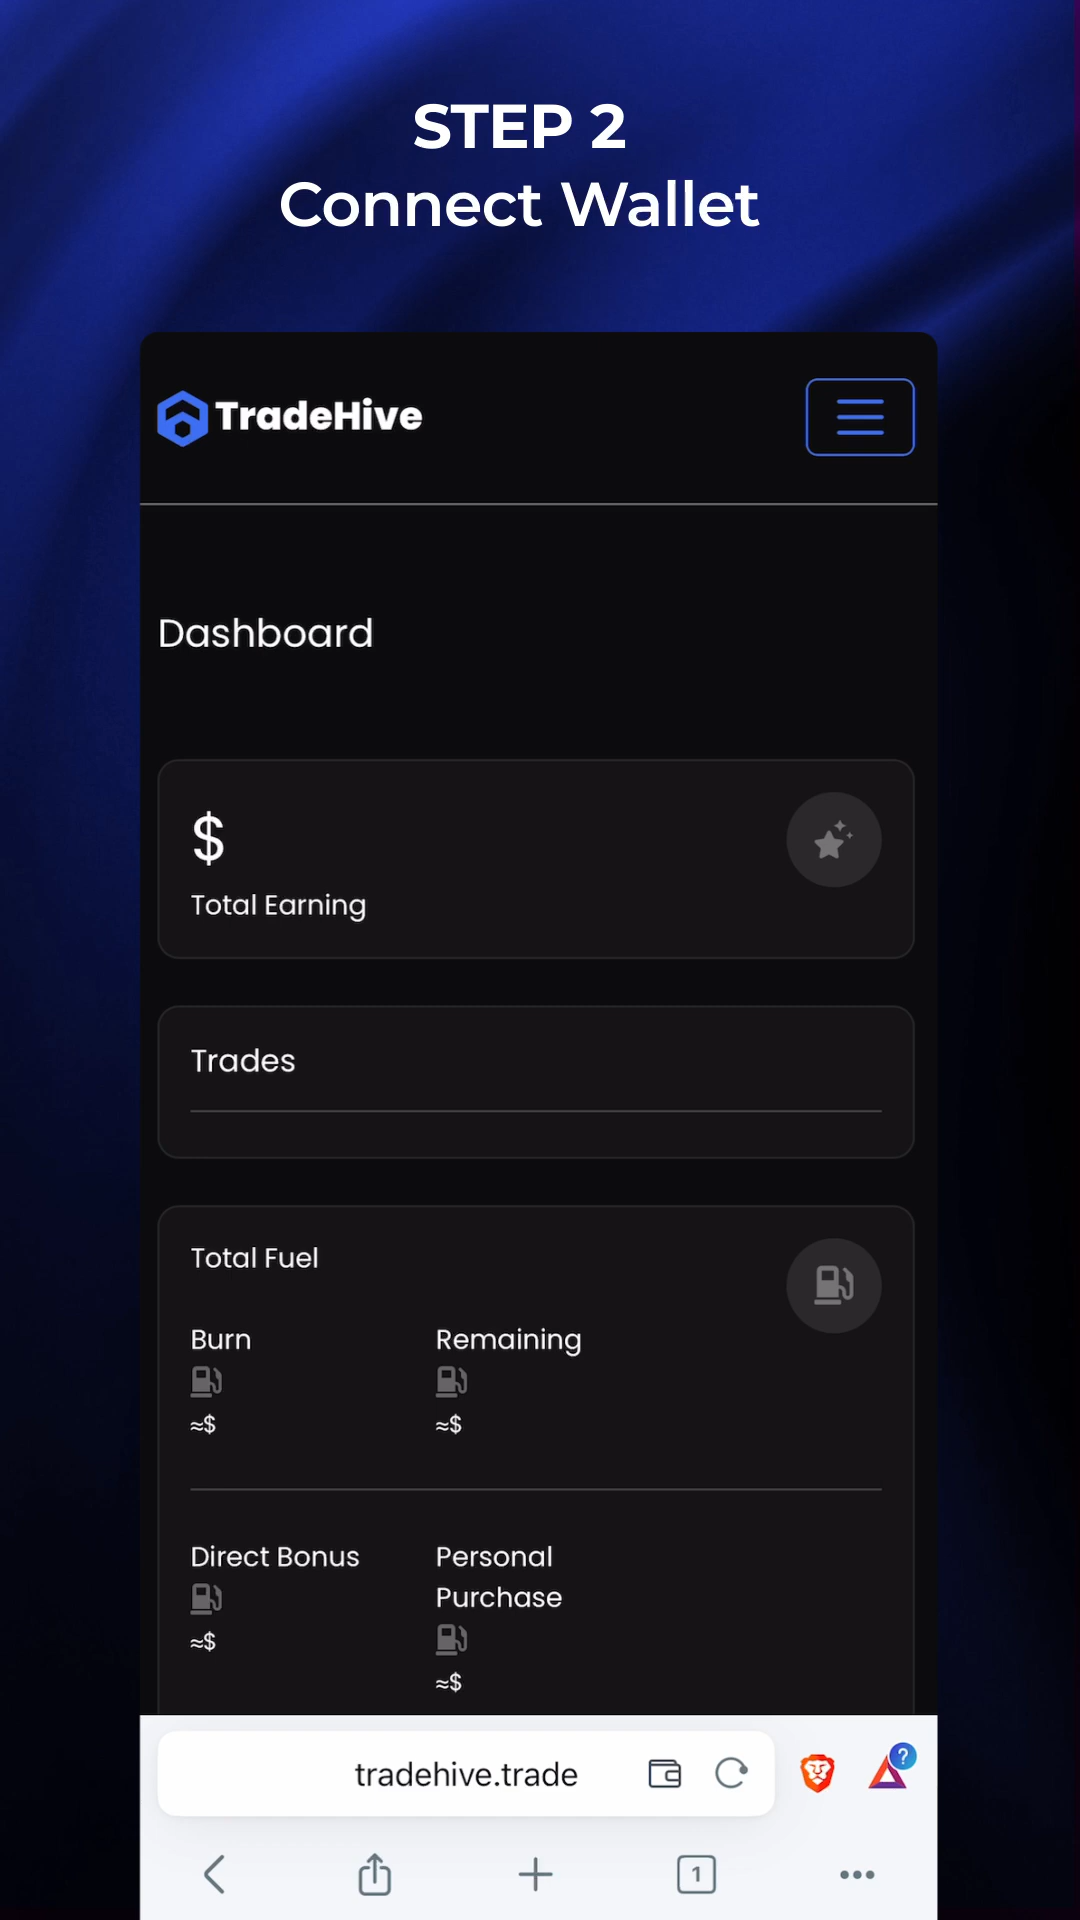 STEP 2
Connect Wallet
TradeHive
Dashboard
$
Total Earning
Trades
Total Fuel
Burn
Remaining
≈$
≈$
Direct Bonus
Personal
Purchase
≈$
≈$
tradehive.trade
?
1